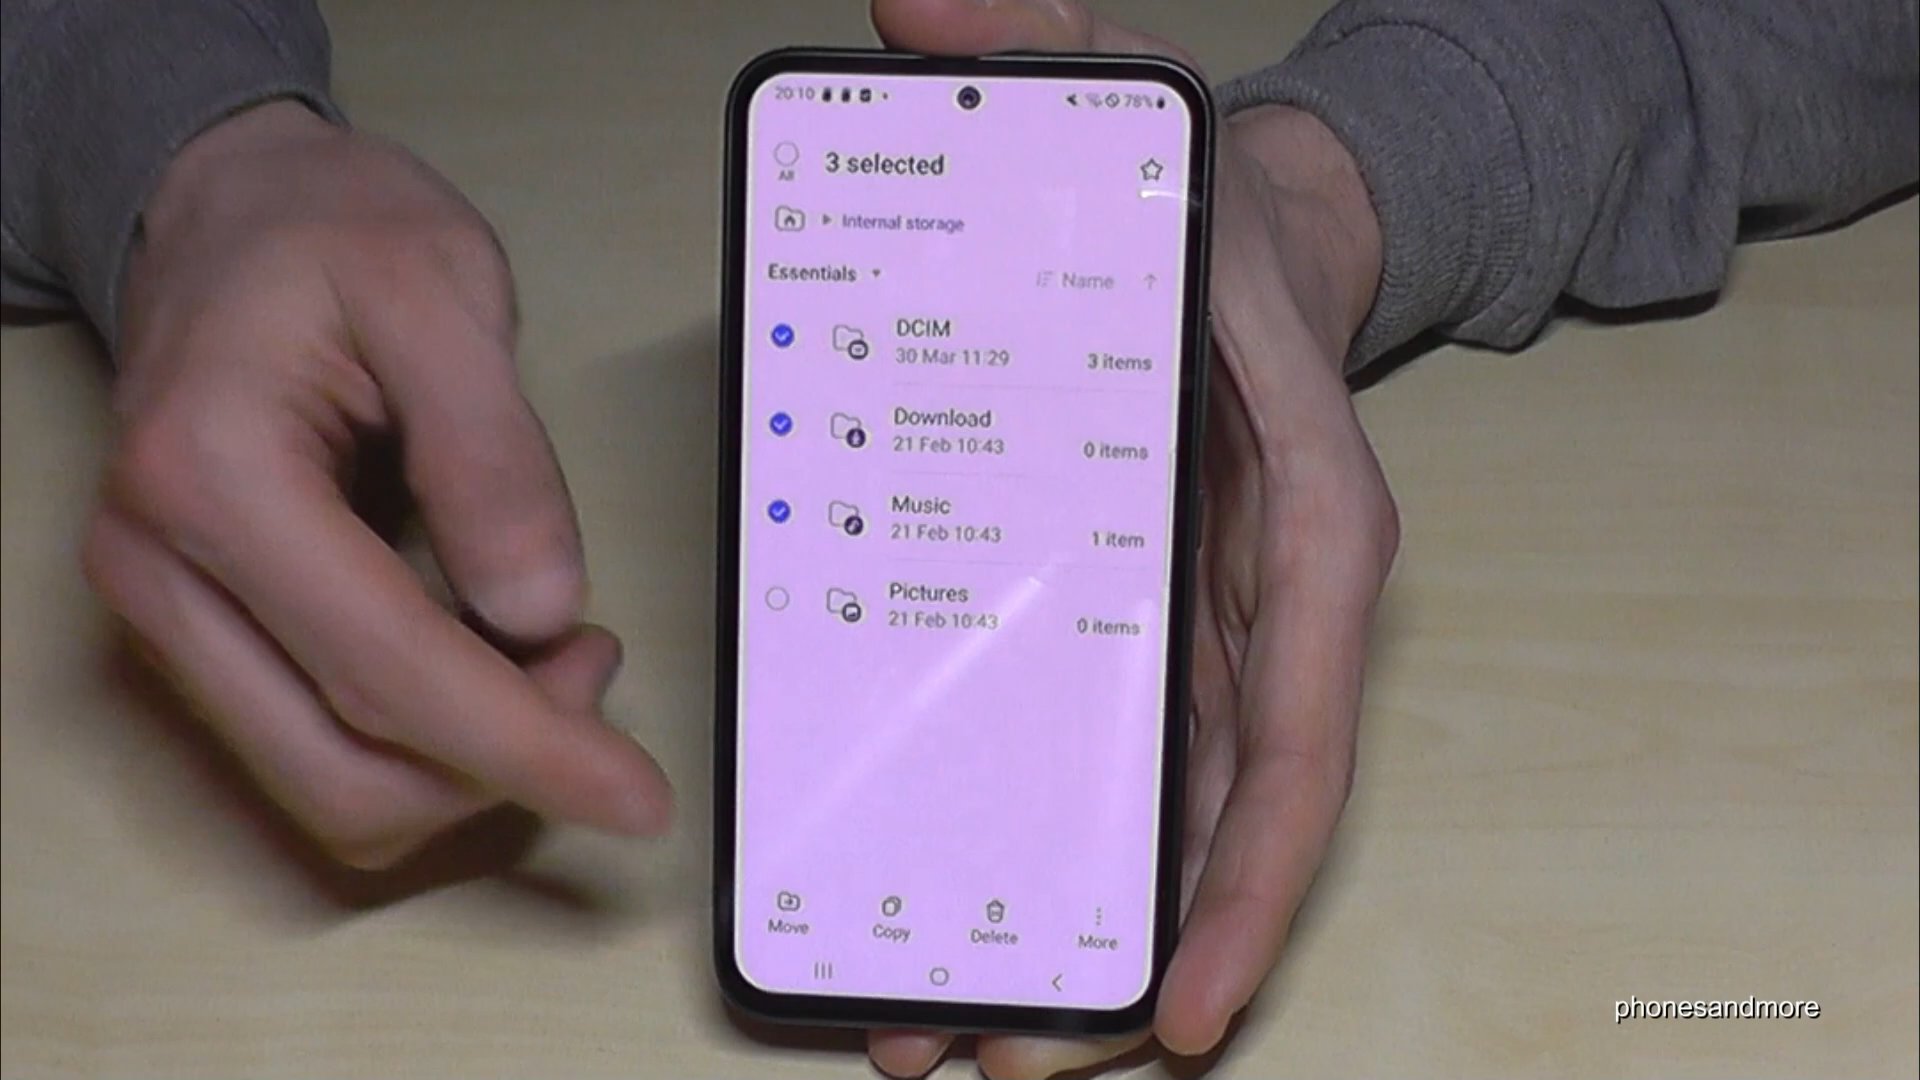 20:10 78%
All 3 selected
Internal storage
Essentials Name
DCIM
30 Mar 11:29 3 items
Download
21 Feb 10:43 0 items
Music
21 Feb 10:43 1 item
Pictures
21 Feb 10:43 0 items
Move Copy Delete More
phonesandmore